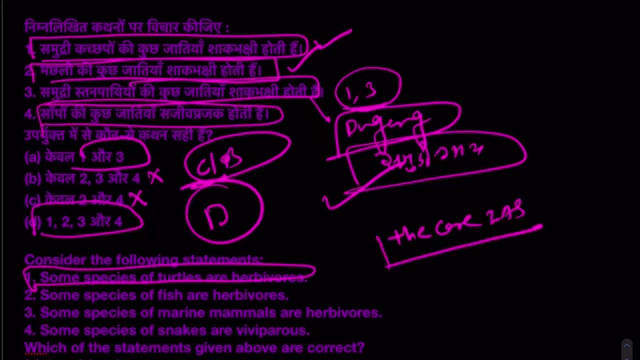 निम्नलिखित कथनों पर विचार कीजिए :
1. समुद्री कच्छपों की कुछ जातियाँ शाकभक्षी होती हैं।
2. मछली की कुछ जातियाँ शाकभक्षी होती हैं।
3. समुद्री स्तनपायियों की कुछ जातियाँ शाकभक्षी होती हैं।
4. साँपों की कुछ जातियाँ सजीवप्रजक होती हैं।
उपर्युक्त में से कौन-से कथन सही हैं?
(a) केवल 1 और 3
(b) केवल 2, 3 और 4 x
(c) केवल 2 और 4 x
(d) 1, 2, 3 और 4
1, 3
Dugong
D
the core IAS
Consider the following statements:
1. Some species of turtles are herbivores.
2. Some species of fish are herbivores.
3. Some species of marine mammals are herbivores.
4. Some species of snakes are viviparous.
Which of the statements given above are correct?